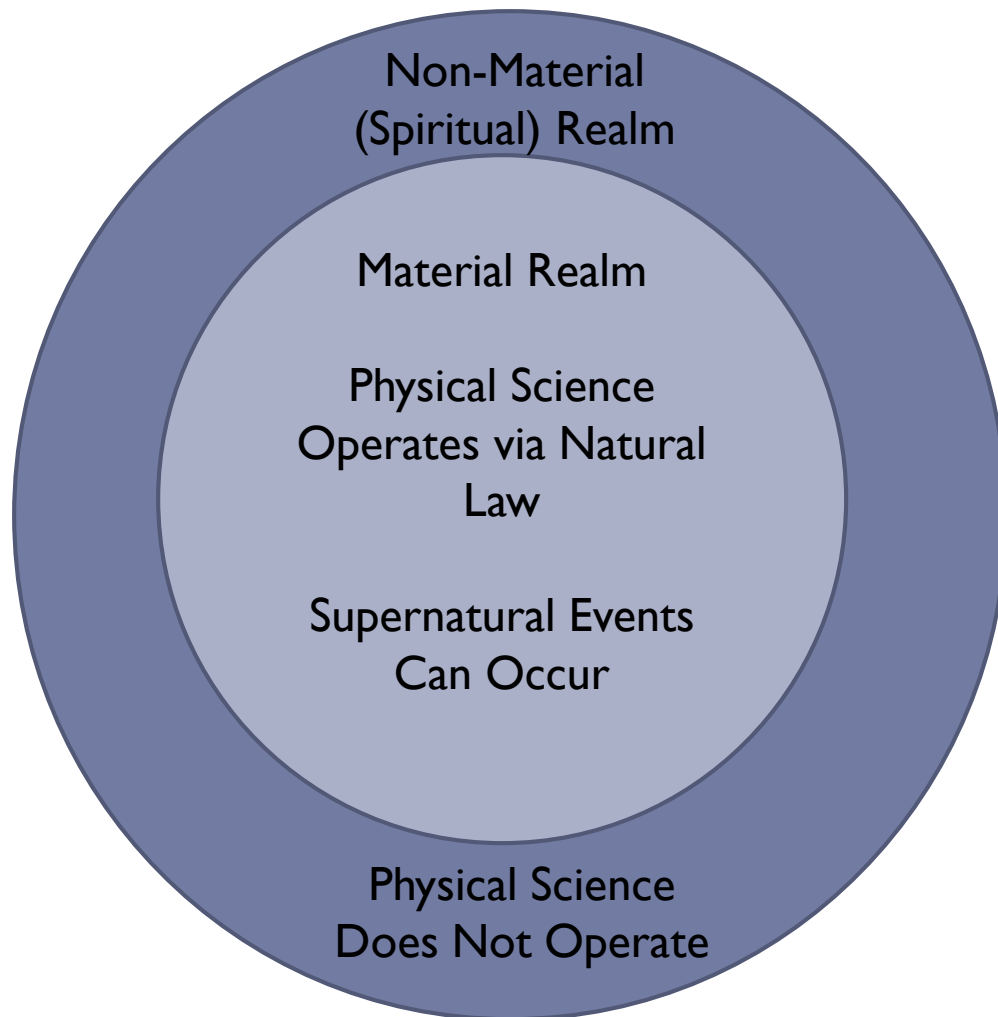 Non-Material
(Spiritual) Realm
Material Realm
Physical Science
Operates via Natural
Law
Supernatural Events
Can Occur
Physical Science
Does Not Operate